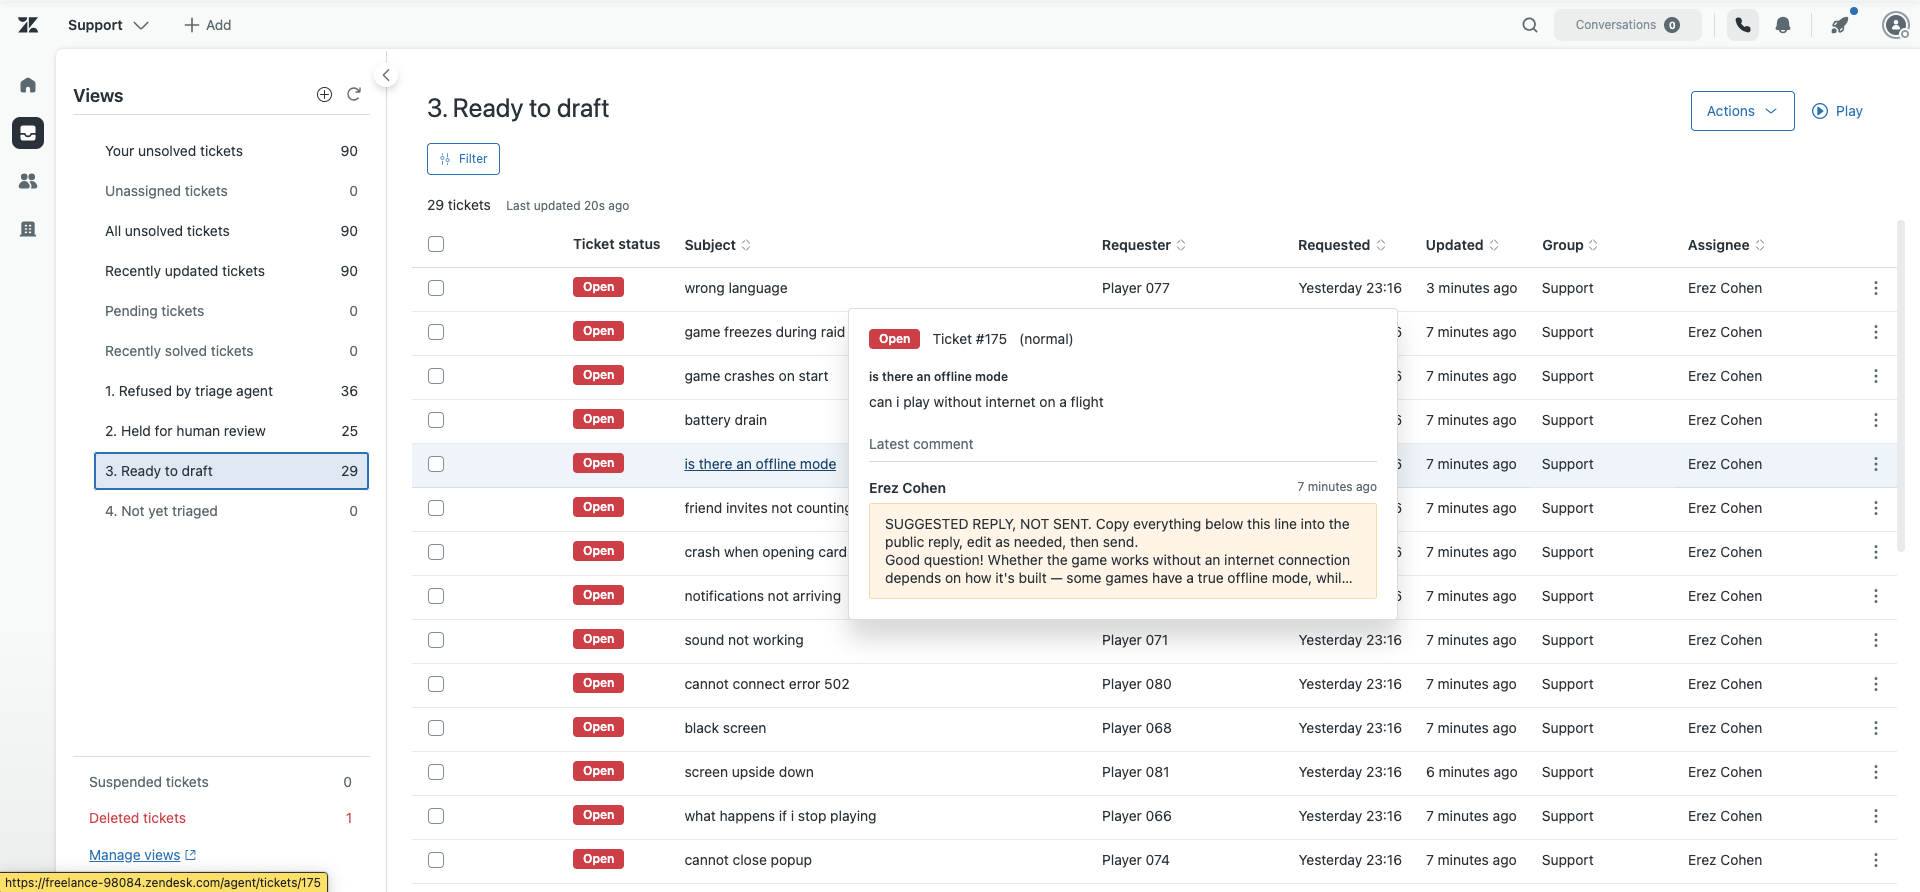 Support
Add
Conversations 0
Views
Your unsolved tickets 90
Unassigned tickets 0
All unsolved tickets 90
Recently updated tickets 90
Pending tickets 0
Recently solved tickets 0
1. Refused by triage agent 36
2. Held for human review 25
3. Ready to draft 29
4. Not yet triaged 0
Suspended tickets 0
Deleted tickets 1
Manage views
https://freelance-98084.zendesk.com/agent/tickets/175
3. Ready to draft
Actions
Play
Filter
29 tickets Last updated 20s ago
Ticket status Subject Requester Requested Updated Group Assignee
Open wrong language Player 077 Yesterday 23:16 3 minutes ago Support Erez Cohen
Open game freezes during raid 7 minutes ago Support Erez Cohen
Open game crashes on start 7 minutes ago Support Erez Cohen
Open battery drain 7 minutes ago Support Erez Cohen
Open is there an offline mode 7 minutes ago Support Erez Cohen
Open friend invites not counting 7 minutes ago Support Erez Cohen
Open crash when opening card 7 minutes ago Support Erez Cohen
Open notifications not arriving 7 minutes ago Support Erez Cohen
Open sound not working Player 071 Yesterday 23:16 7 minutes ago Support Erez Cohen
Open cannot connect error 502 Player 080 Yesterday 23:16 7 minutes ago Support Erez Cohen
Open black screen Player 068 Yesterday 23:16 7 minutes ago Support Erez Cohen
Open screen upside down Player 081 Yesterday 23:16 6 minutes ago Support Erez Cohen
Open what happens if i stop playing Player 066 Yesterday 23:16 7 minutes ago Support Erez Cohen
Open cannot close popup Player 074 Yesterday 23:16 7 minutes ago Support Erez Cohen
Open Ticket #175 (normal)
is there an offline mode
can i play without internet on a flight
Latest comment
Erez Cohen 7 minutes ago
SUGGESTED REPLY, NOT SENT. Copy everything below this line into the
public reply, edit as needed, then send.
Good question! Whether the game works without an internet connection
depends on how it's built — some games have a true offline mode, whil...